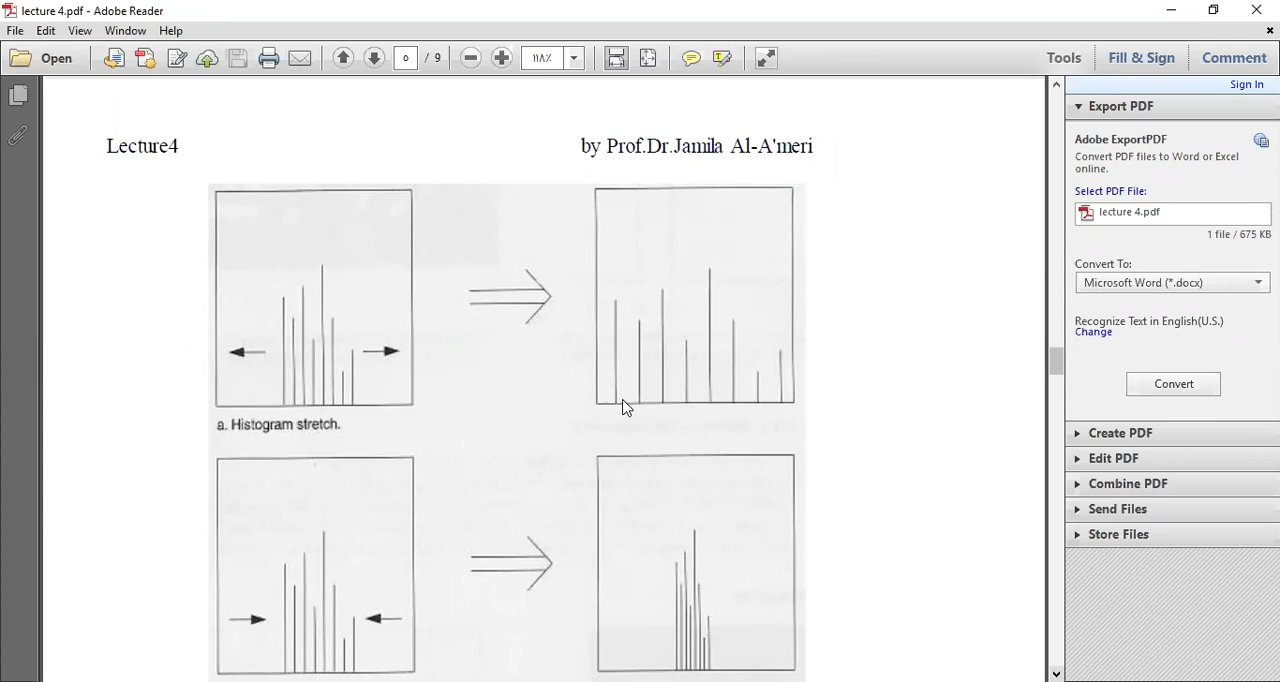 lecture 4.pdf - Adobe Reader
File Edit View Window Help
Open
٥ / 9
١١٨٪
Tools Fill & Sign Comment
Sign In
Lecture4 by Prof.Dr.Jamila Al-A'meri
a. Histogram stretch.
Export PDF
Adobe ExportPDF
Convert PDF files to Word or Excel
online.
Select PDF File:
lecture 4.pdf
1 file / 675 KB
Convert To:
Microsoft Word (*.docx)
Recognize Text in English(U.S.)
Change
Convert
Create PDF
Edit PDF
Combine PDF
Send Files
Store Files